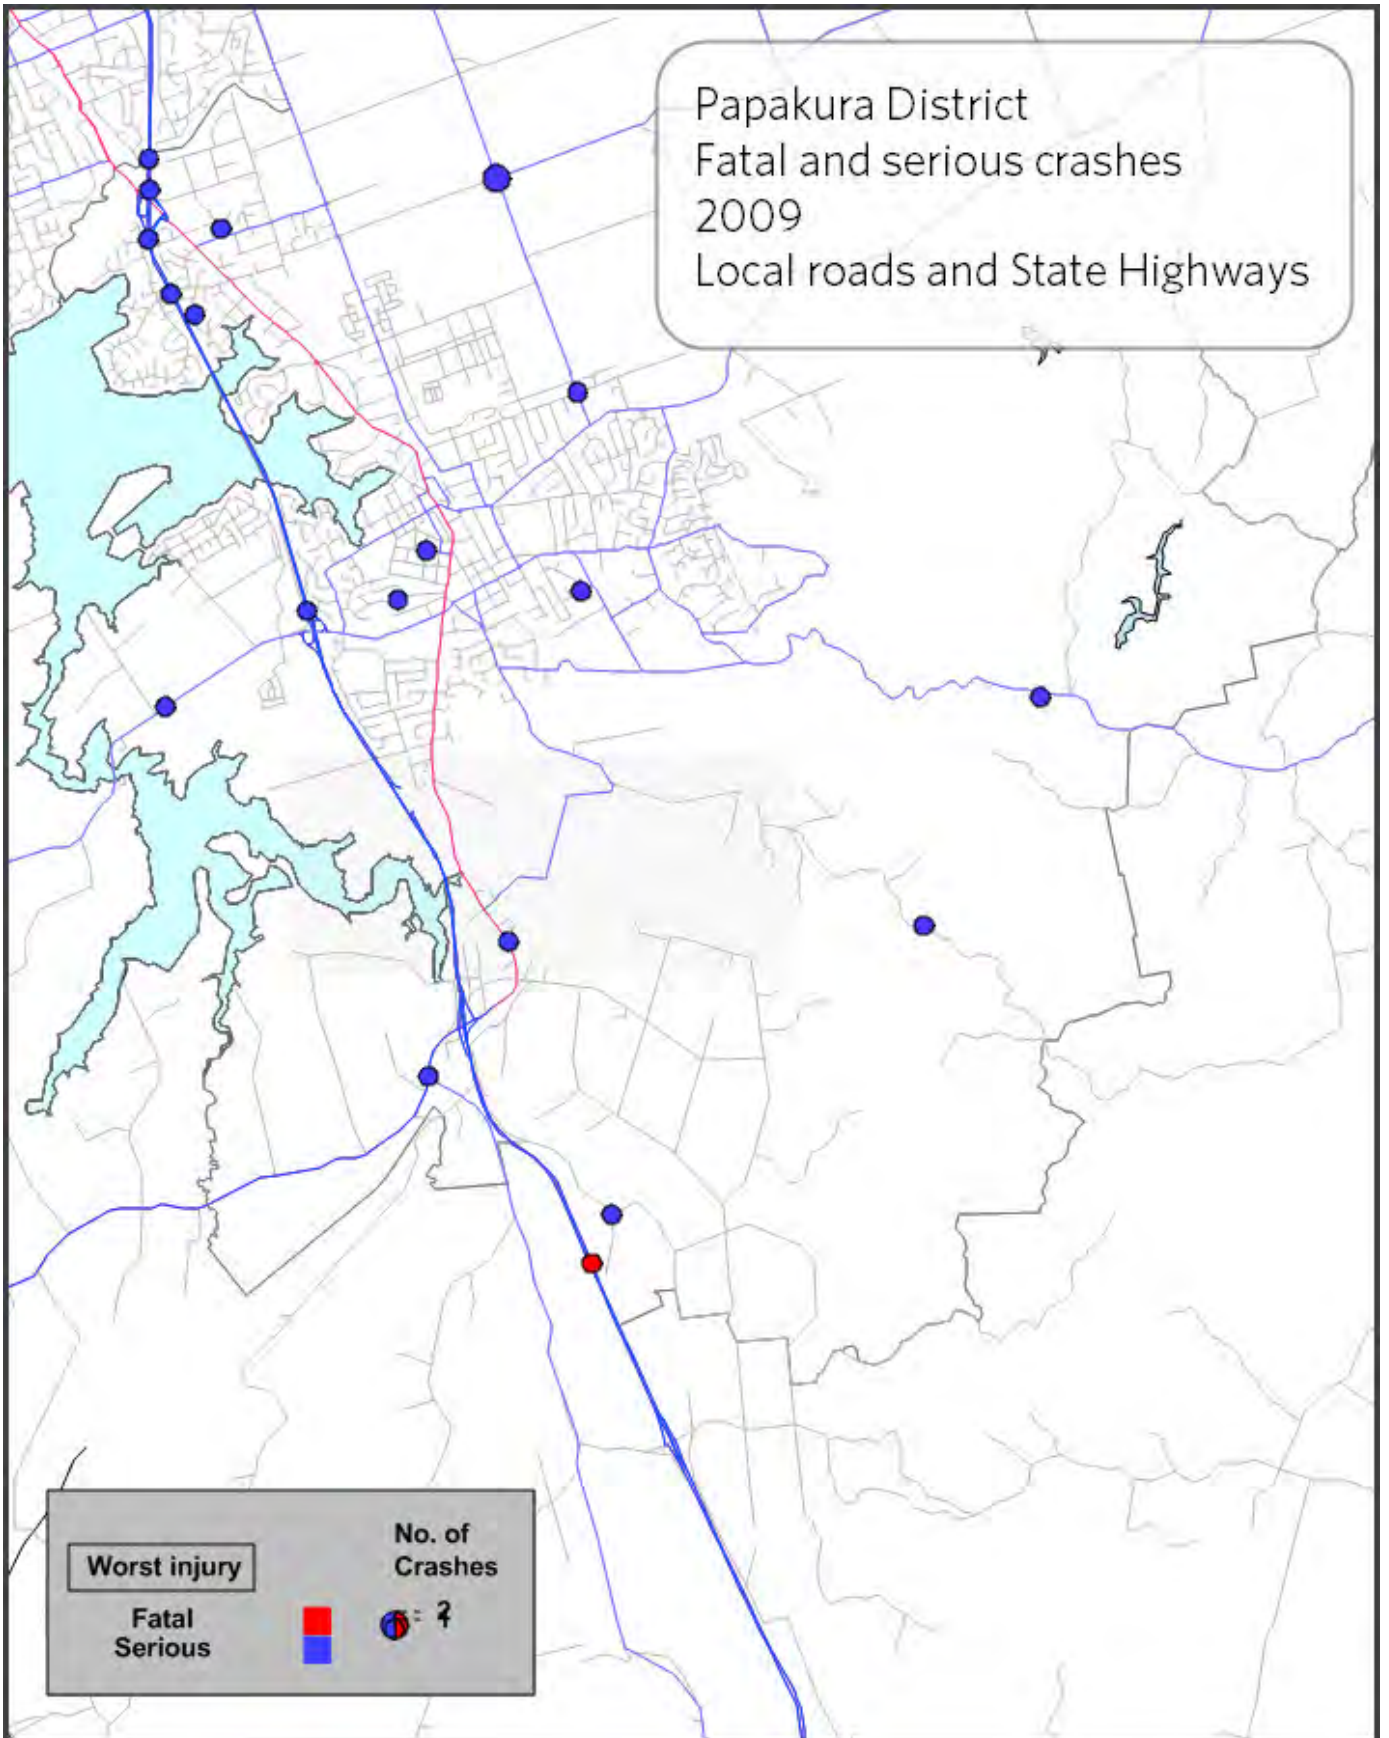 Papakura District
Fatal and serious crashes
2009
Local roads and State Highways
No. of
Crashes
Worst injury
Fatal
Serious